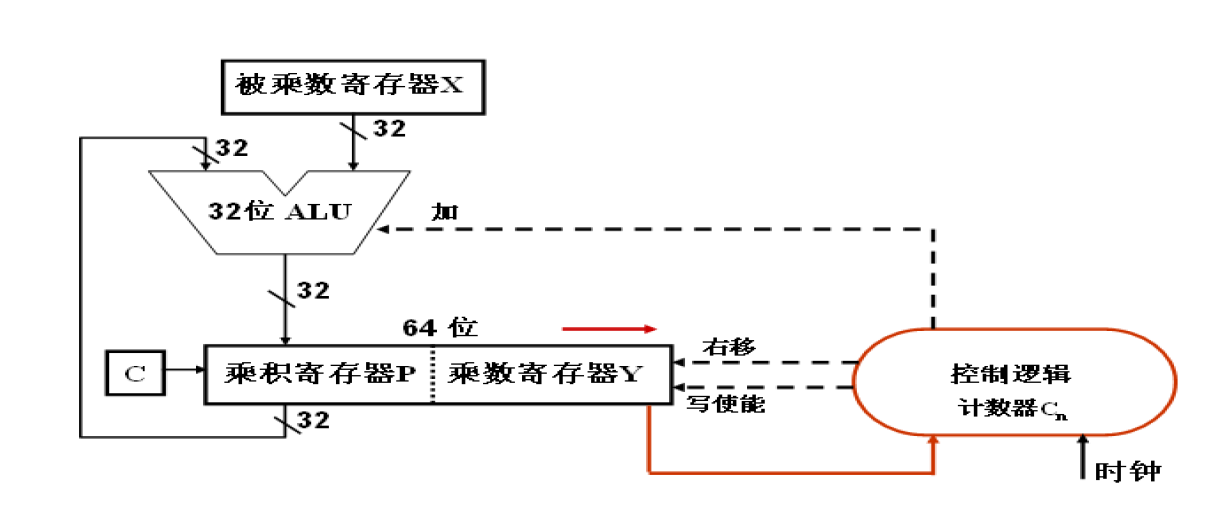 被乘数寄存器X
32
32
32位 ALU
加
32
64 位
C
乘积寄存器P
乘数寄存器Y
右移
写使能
控制逻辑
计数器Cn
32
时钟